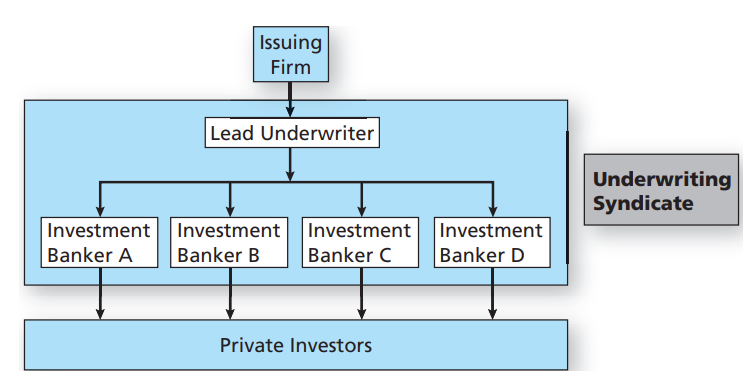 Issuing
Firm
Lead Underwriter
Underwriting
Syndicate
Investment
Banker A
Investment
Banker B
Investment
Banker C
Investment
Banker D
Private Investors